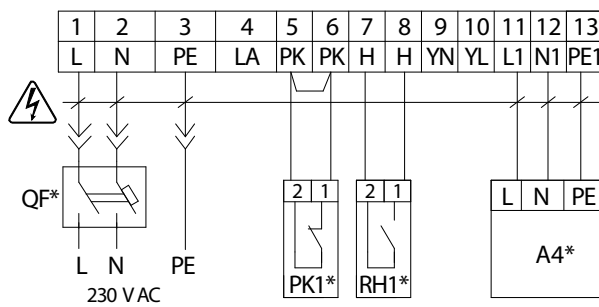 1 2 3 4 5 6 7 8 9 10 11 12 13
L N PE LA PK PK H H YN YL L1 N1 PE1
QF*
2 1 2 1 L N PE
A4*
L N PE PK1* RH1*
230 V AC